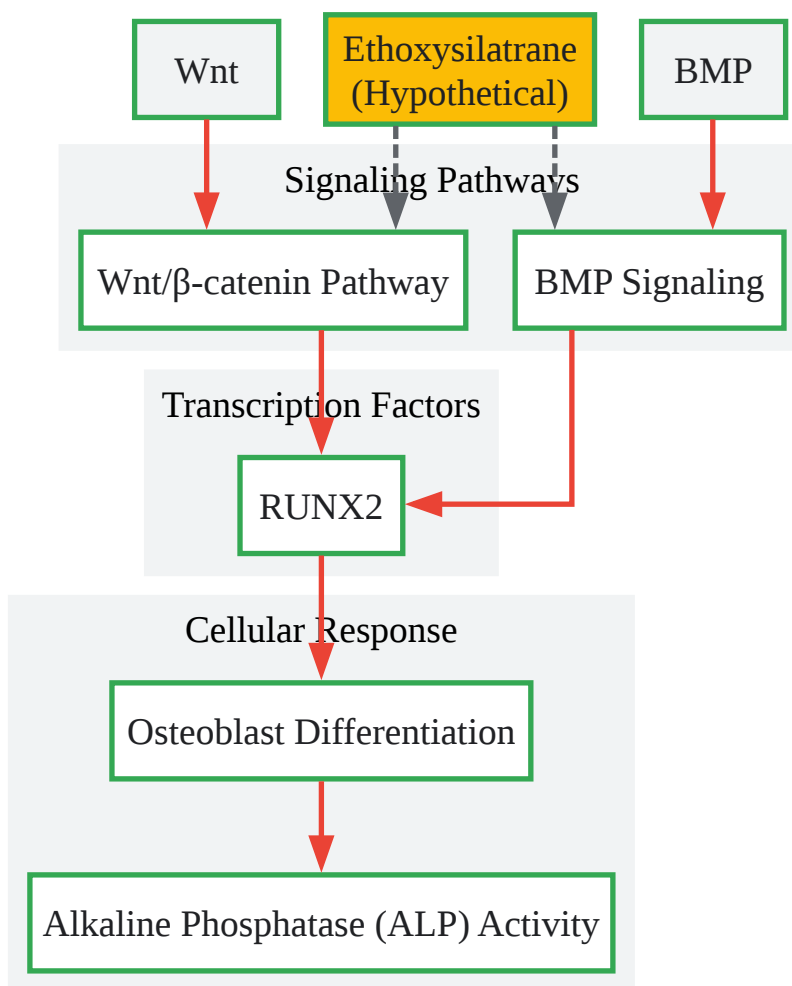 Wnt
Ethoxysilatrane
(Hypothetical)
BMP
Signaling Pathways
Wnt/β-catenin Pathway
BMP Signaling
Transcription Factors
RUNX2
Cellular Response
Osteoblast Differentiation
Alkaline Phosphatase (ALP) Activity